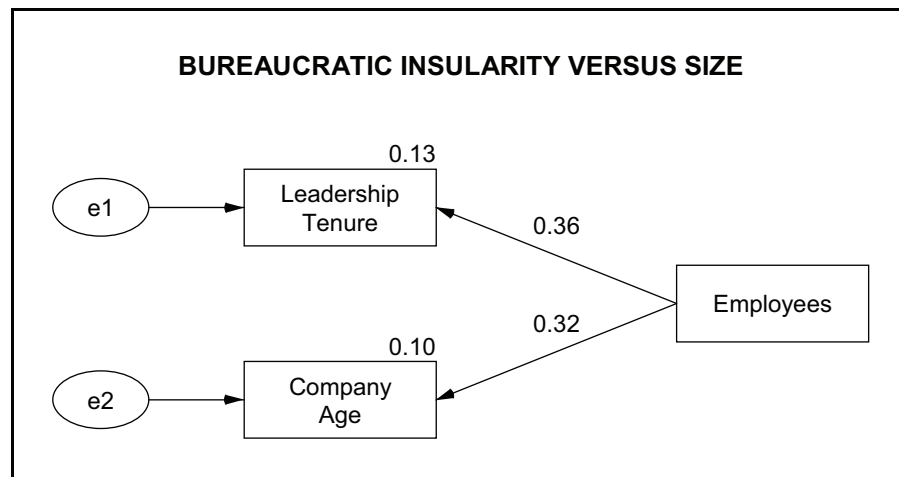 BUREAUCRATIC INSULARITY VERSUS SIZE
0.13
e1
Leadership
Tenure
0.36
Employees
0.32
0.10
e2
Company
Age